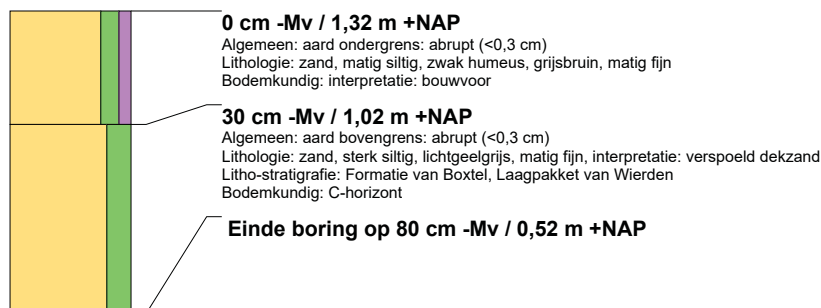 0 cm -Mv / 1,32 m +NAP
Algemeen: aard ondergrens: abrupt (<0,3 cm)
Lithologie: zand, matig siltig, zwak humeus, grijsbruin, matig fijn
Bodemkundig: interpretatie: bouwvoor
30 cm -Mv / 1,02 m +NAP
Algemeen: aard bovengrens: abrupt (<0,3 cm)
Lithologie: zand, sterk siltig, lichtgeelgrijs, matig fijn, interpretatie: verspoeld dekzand
Litho-stratigrafie: Formatie van Boxtel, Laagpakket van Wierden
Bodemkundig: C-horizont
Einde boring op 80 cm -Mv / 0,52 m +NAP